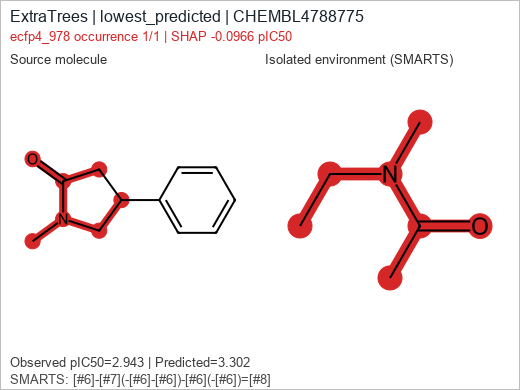 ExtraTrees | lowest_predicted | CHEMBL4788775
ecfp4_978 occurrence 1/1 | SHAP -0.0966 pIC50
Source molecule
Isolated environment (SMARTS)
O
N
N
O
Observed pIC50=2.943 | Predicted=3.302
SMARTS: [#6]-[#7](-[#6]-[#6])-[#6](-[#6])=[#8]